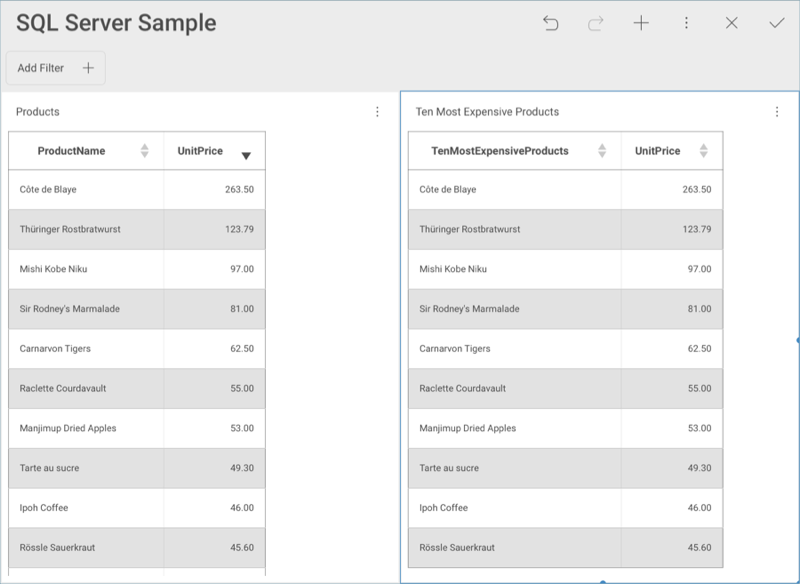 SQL Server Sample
Add Filter
Products
ProductName UnitPrice
Côte de Blaye 263.50
Thüringer Rostbratwurst 123.79
Mishi Kobe Niku 97.00
Sir Rodney's Marmalade 81.00
Carnarvon Tigers 62.50
Raclette Courdavault 55.00
Manjimup Dried Apples 53.00
Tarte au sucre 49.30
Ipoh Coffee 46.00
Rössle Sauerkraut 45.60
Ten Most Expensive Products
TenMostExpensiveProducts UnitPrice
Côte de Blaye 263.50
Thüringer Rostbratwurst 123.79
Mishi Kobe Niku 97.00
Sir Rodney's Marmalade 81.00
Carnarvon Tigers 62.50
Raclette Courdavault 55.00
Manjimup Dried Apples 53.00
Tarte au sucre 49.30
Ipoh Coffee 46.00
Rössle Sauerkraut 45.60